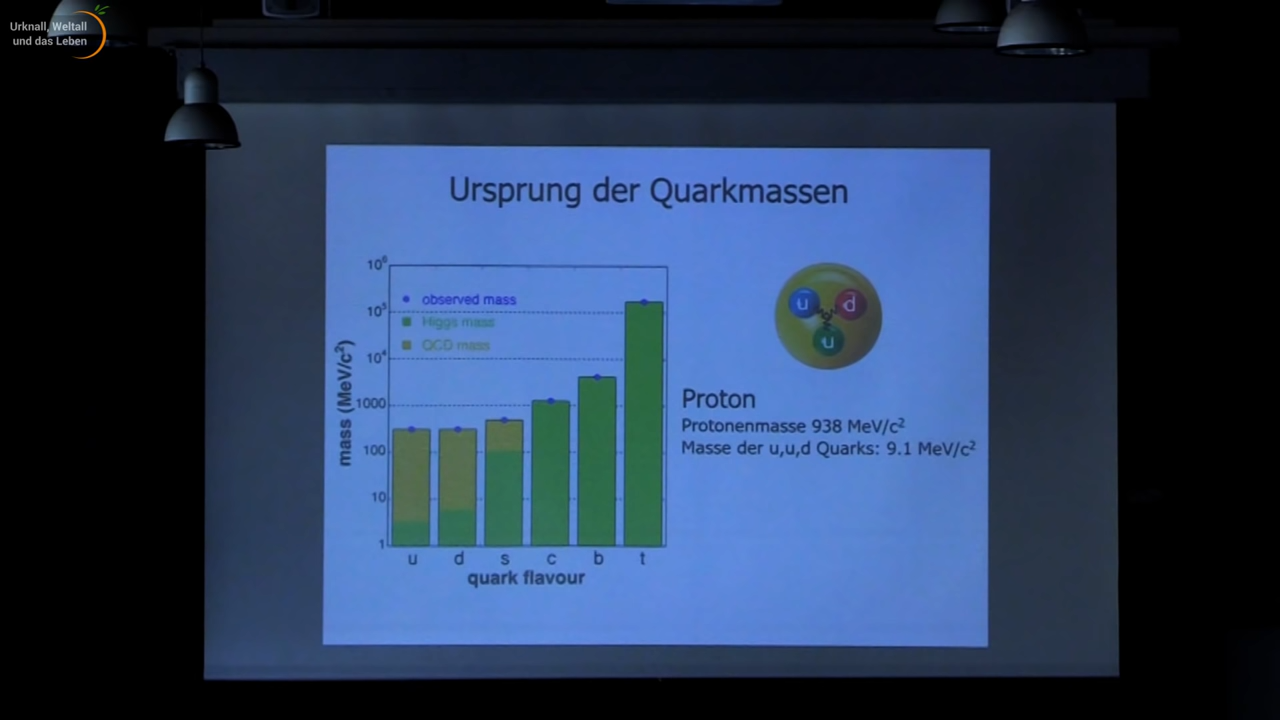 Urknall, Weltall
und das Leben
Ursprung der Quarkmassen
10⁶
10⁵
10⁴
1000
100
10
1
mass (MeV/c²)
observed mass
Higgs mass
QCD mass
u d s c b t
quark flavour
u d
u
Proton
Protonenmasse 938 MeV/c²
Masse der u,u,d Quarks: 9.1 MeV/c²